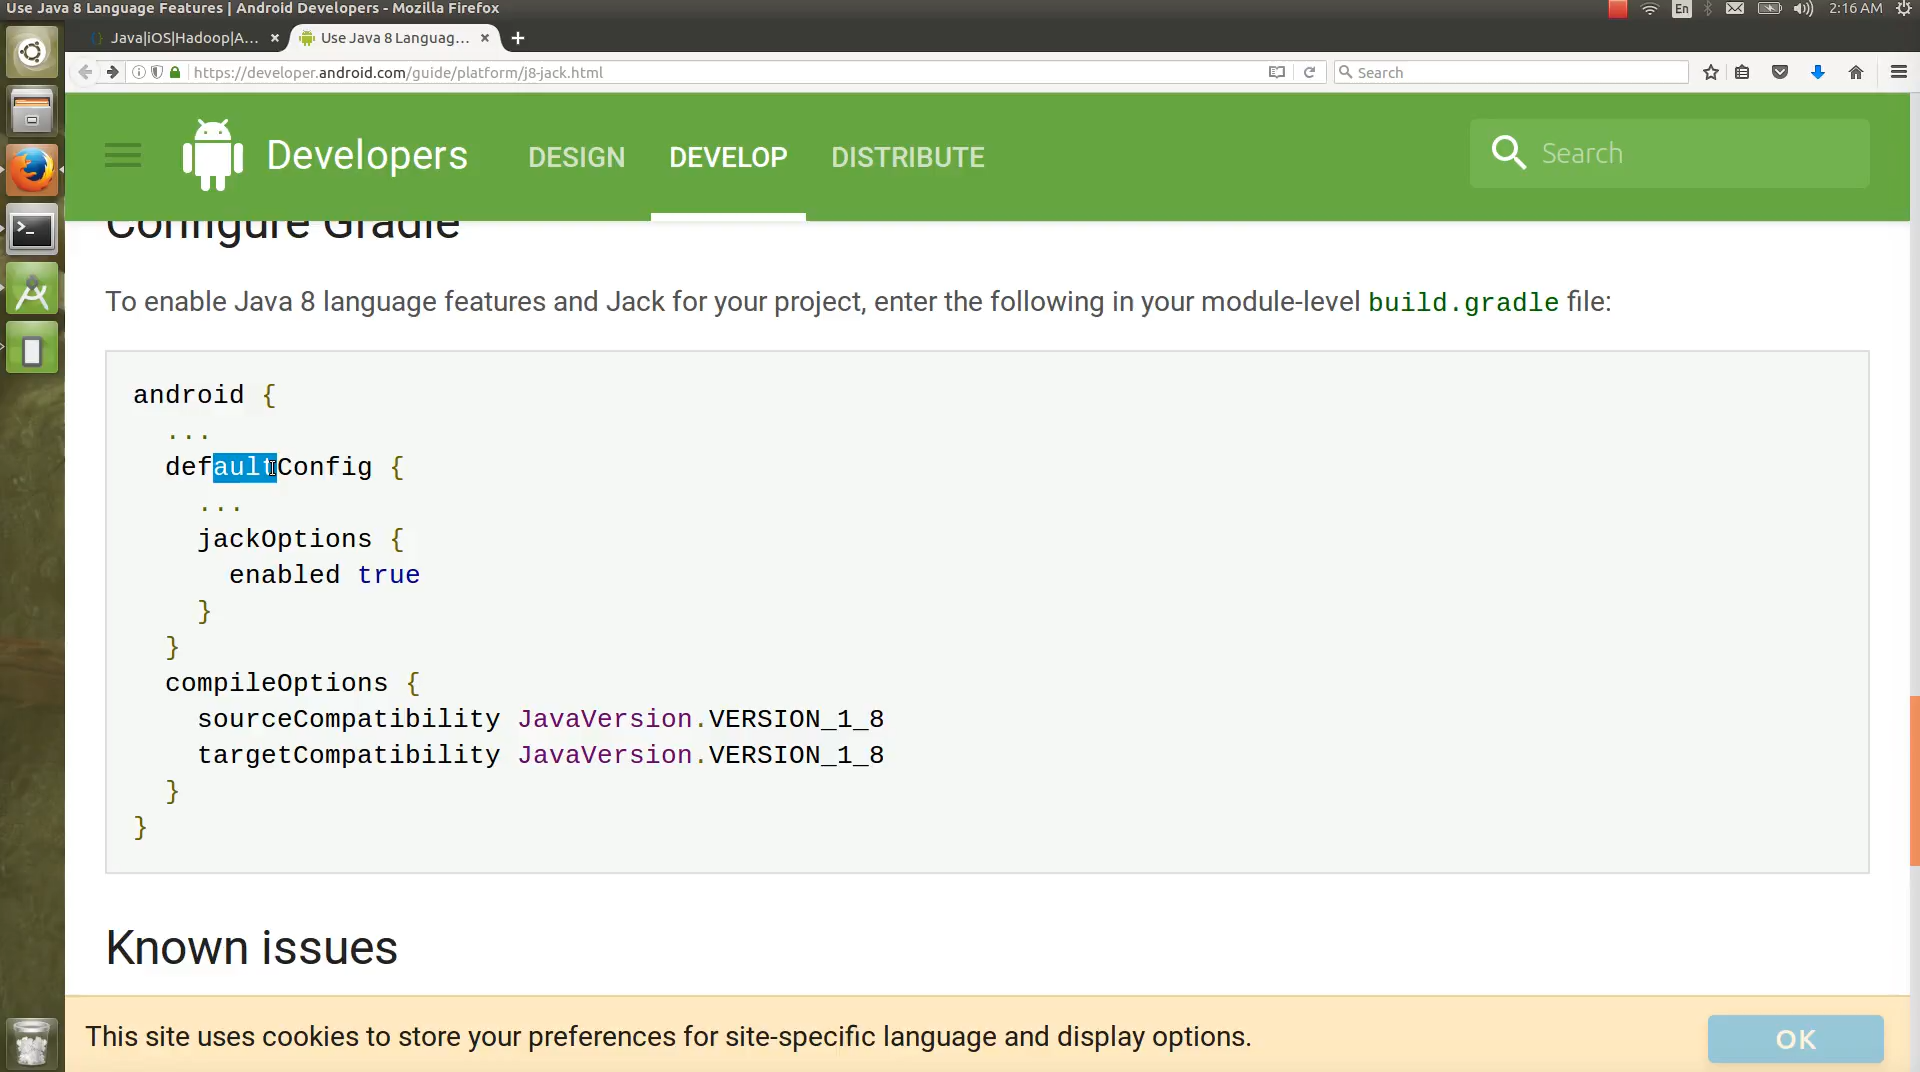 Use Java 8 Language Features | Android Developers - Mozilla Firefox
En
2:16 AM
Java|iOS|Hadoop|A...
Use Java 8 Languag...
https://developer.android.com/guide/platform/j8-jack.html
Search
Developers
DESIGN
DEVELOP
DISTRIBUTE
Search
Configure Gradle
To enable Java 8 language features and Jack for your project, enter the following in your module-level build.gradle file:
android {
...
defaultConfig {
...
jackOptions {
enabled true
}
}
compileOptions {
sourceCompatibility JavaVersion.VERSION_1_8
targetCompatibility JavaVersion.VERSION_1_8
}
}
Known issues
This site uses cookies to store your preferences for site-specific language and display options.
OK